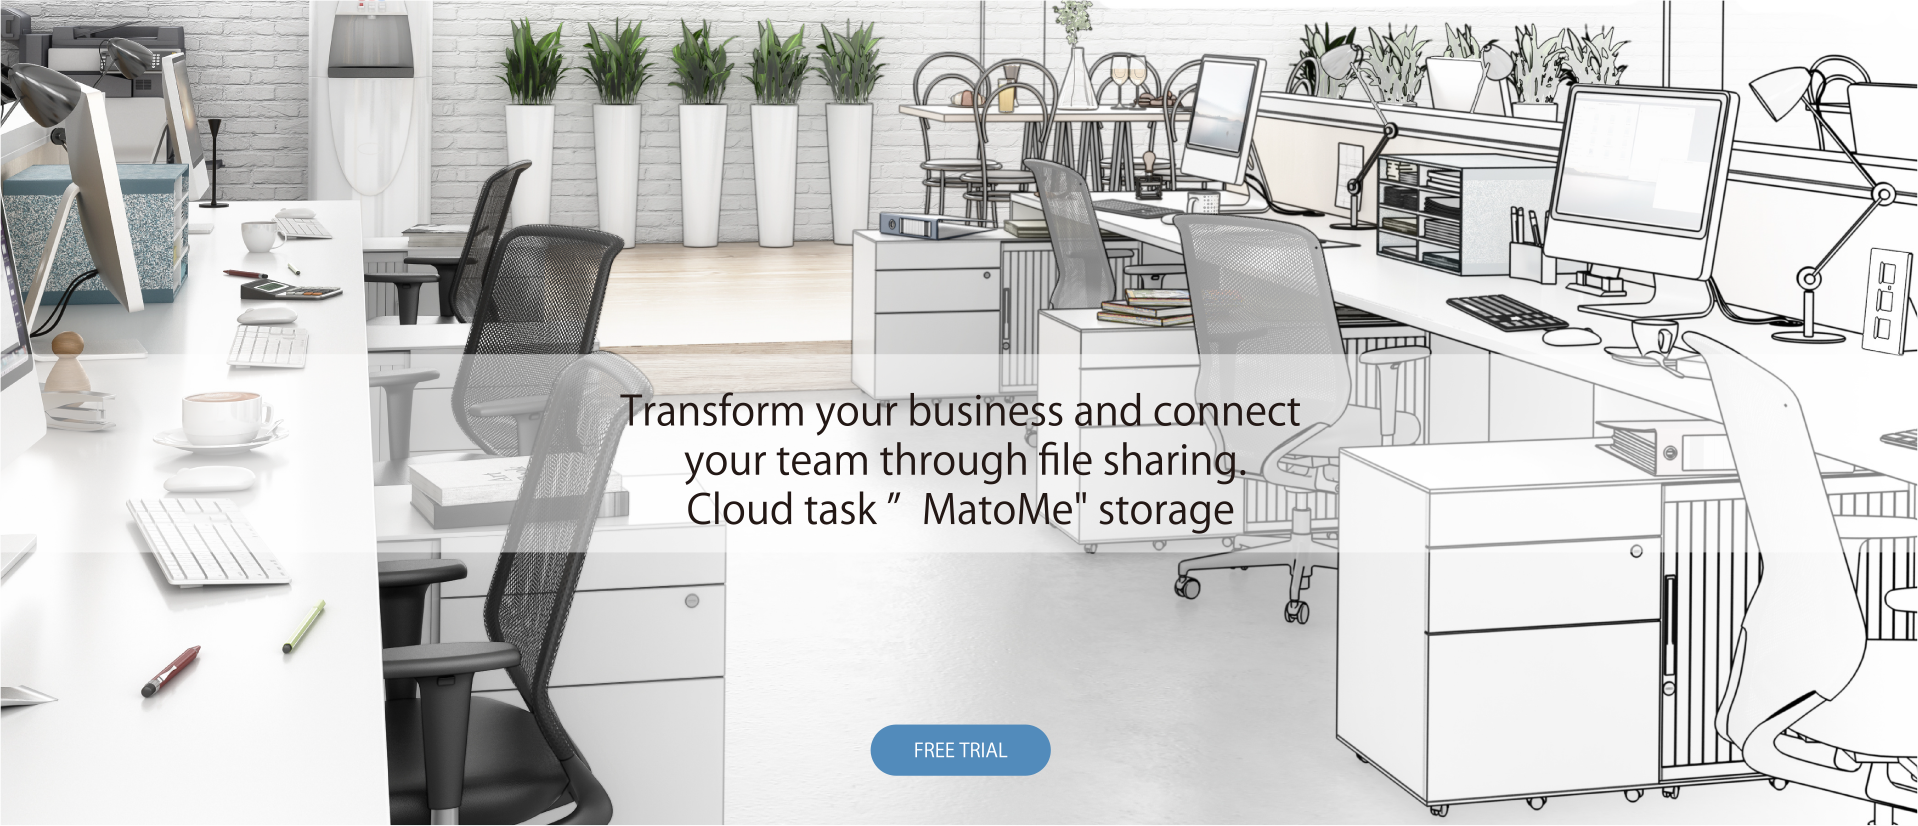 Transform your business and connect
your team through file sharing.
Cloud task ” MatoMe" storage
FREE TRIAL